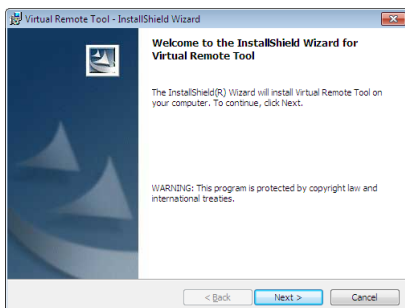 Virtual Remote Tool - InstallShield Wizard
Welcome to the InstallShield Wizard for
Virtual Remote Tool
The InstallShield(R) Wizard will install Virtual Remote Tool on
your computer. To continue, click Next.
WARNING: This program is protected by copyright law and
international treaties.
< Back
Next >
Cancel